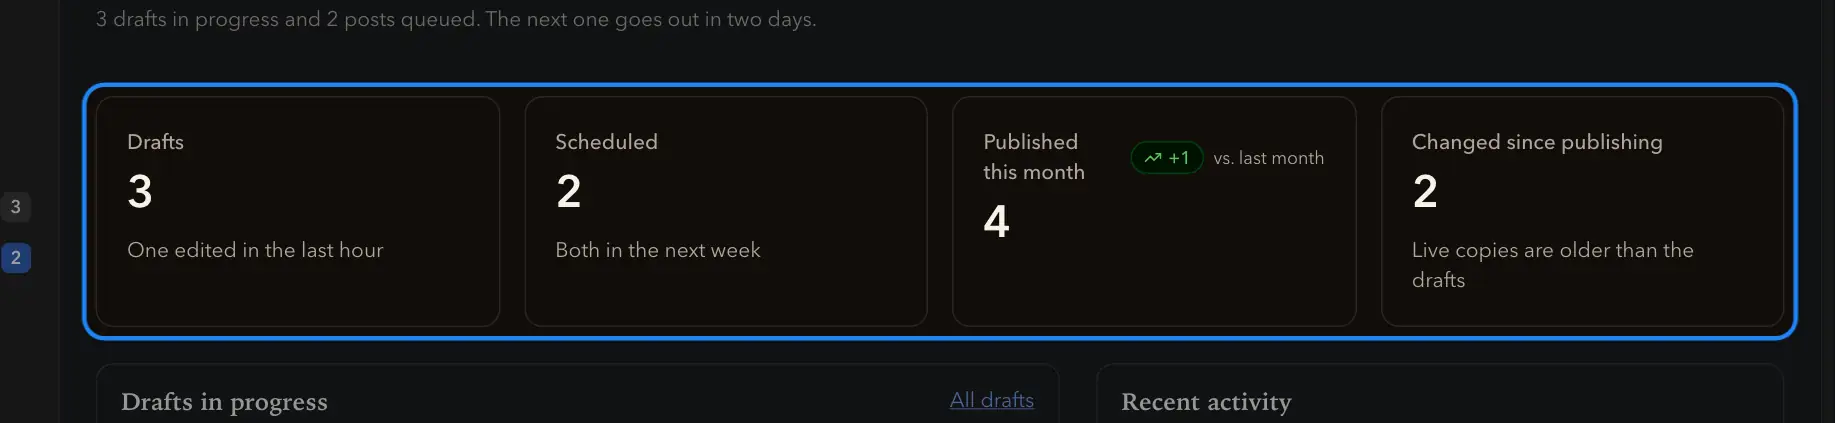 3 drafts in progress and 2 posts queued. The next one goes out in two days.
3
2
Drafts
3
One edited in the last hour
Scheduled
2
Both in the next week
Published
this month
+1 vs. last month
4
Changed since publishing
2
Live copies are older than the
drafts
Drafts in progress
All drafts
Recent activity